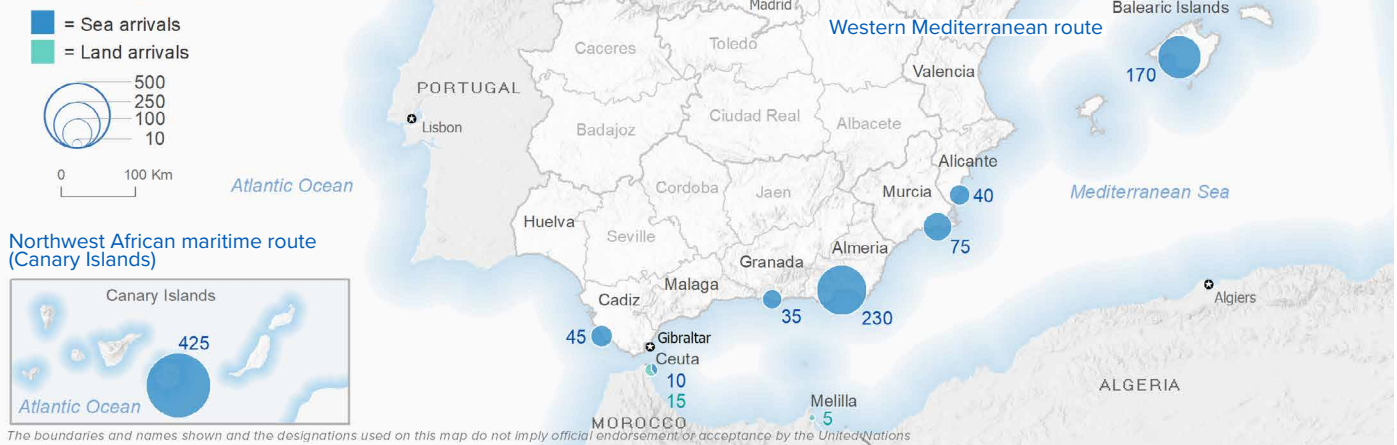 = Sea arrivals
= Land arrivals
500
250
100
10
0 100 Km
Madrid
Western Mediterranean route
Balearic Islands
170
Caceres
Toledo
Valencia
PORTUGAL
Lisbon
Badajoz
Ciudad Real
Albacete
Alicante
40
Atlantic Ocean
Cordoba
Jaen
Murcia
75
Mediterranean Sea
Huelva
Seville
Almeria
230
Granada
35
Malaga
Cadiz
45
Gibraltar
Ceuta
10
15
Melilla
5
MOROCCO
Algiers
ALGERIA
Northwest African maritime route
(Canary Islands)
Canary Islands
425
Atlantic Ocean
The boundaries and names shown and the designations used on this map do not imply official endorsement or acceptance by the United Nations